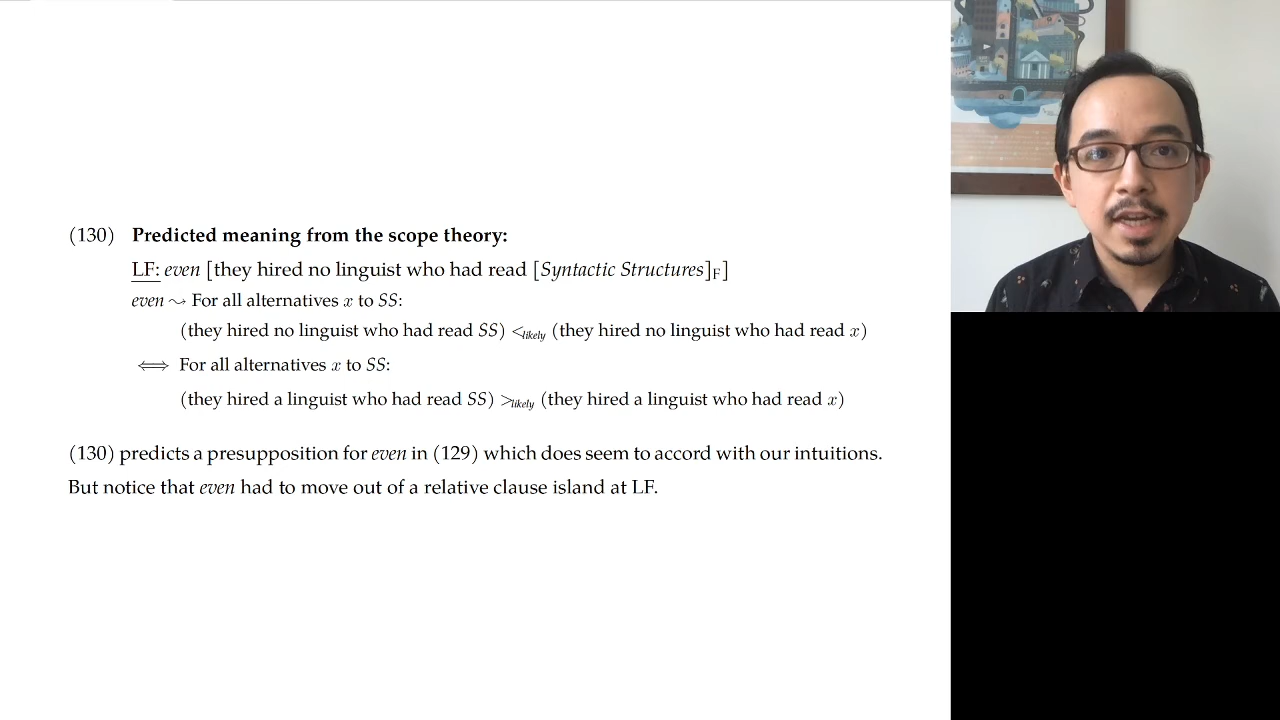 (130) Predicted meaning from the scope theory:
LF: even [they hired no linguist who had read [Syntactic Structures]F]
even ⤳ For all alternatives x to SS:
(they hired no linguist who had read SS) <likely (they hired no linguist who had read x)
⟺ For all alternatives x to SS:
(they hired a linguist who had read SS) >likely (they hired a linguist who had read x)
(130) predicts a presupposition for even in (129) which does seem to accord with our intuitions.
But notice that even had to move out of a relative clause island at LF.